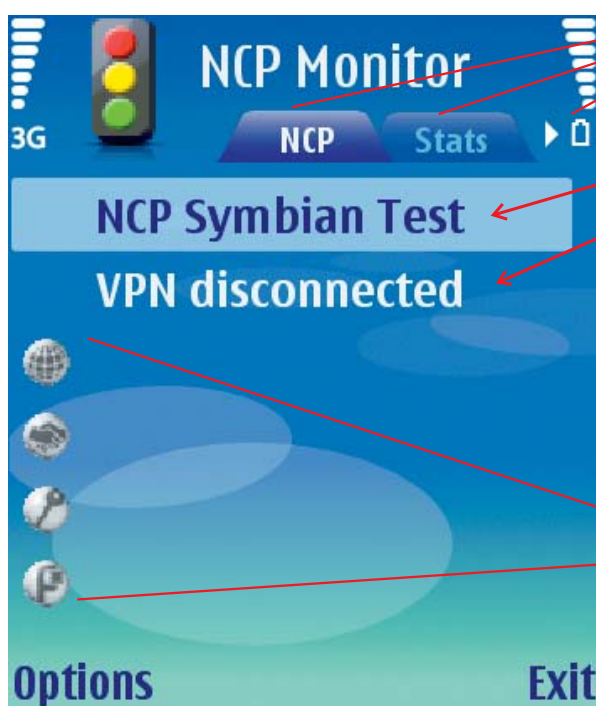 NCP Monitor
3G
NCP Stats
NCP Symbian Test
VPN disconnected
Options Exit